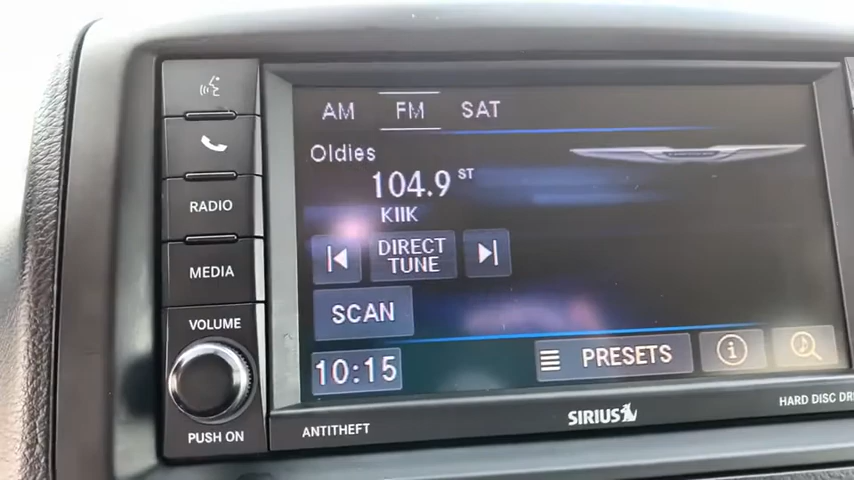 AM FM SAT
Oldies
104.9 ST
KIIK
DIRECT
TUNE
SCAN
10:15 PRESETS
RADIO
MEDIA
VOLUME
PUSH ON
ANTITHEFT
SIRIUS
HARD DISC